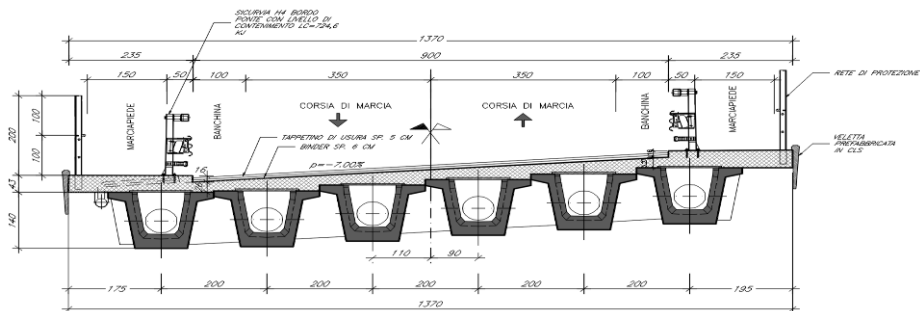 SICURVIA H4 BORDO
PONTE CON LIVELLO DI
CONTENIMENTO LC=724,6
KJ
1370
235
900
235
150
50
100
350
350
100
50
150
RETE DI PROTEZIONE
MARCIAPIEDE
BANCHINA
CORSIA DI MARCIA
CORSIA DI MARCIA
BANCHINA
MARCIAPIEDE
200
100
100
TAPPETINO DI USURA SP. 5 CM
BINDER SP. 6 CM
p=-7.00%
VELETTA
PREFABBRICATA
IN CLS
43
140
110
90
175
200
200
200
200
200
195
1370